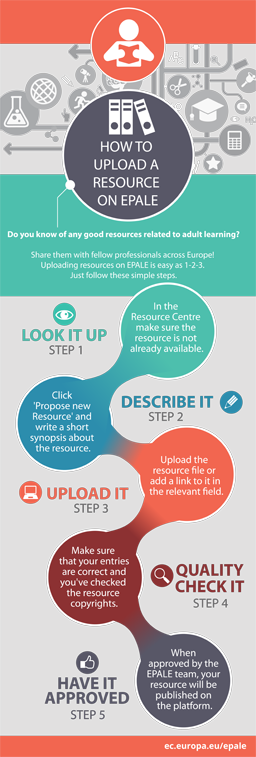 HOW TO
UPLOAD A
RESOURCE
ON EPALE
Do you know of any good resources related to adult learning?
Share them with fellow professionals across Europe!
Uploading resources on EPALE is easy as 1-2-3.
Just follow these simple steps.
LOOK IT UP
STEP 1
In the
Resource Centre
make sure the
resource is not
already available.
Click
'Propose new
Resource' and
write a short
synopsis about
the resource.
DESCRIBE IT
STEP 2
UPLOAD IT
STEP 3
Upload the
resource file or
add a link to it in
the relevant field.
Make sure
that your entries
are correct and
you've checked
the resource
copyrights.
QUALITY
CHECK IT
STEP 4
HAVE IT
APPROVED
STEP 5
When
approved by the
EPALE team, your
resource will be
published on
the platform.
ec.europa.eu/epale